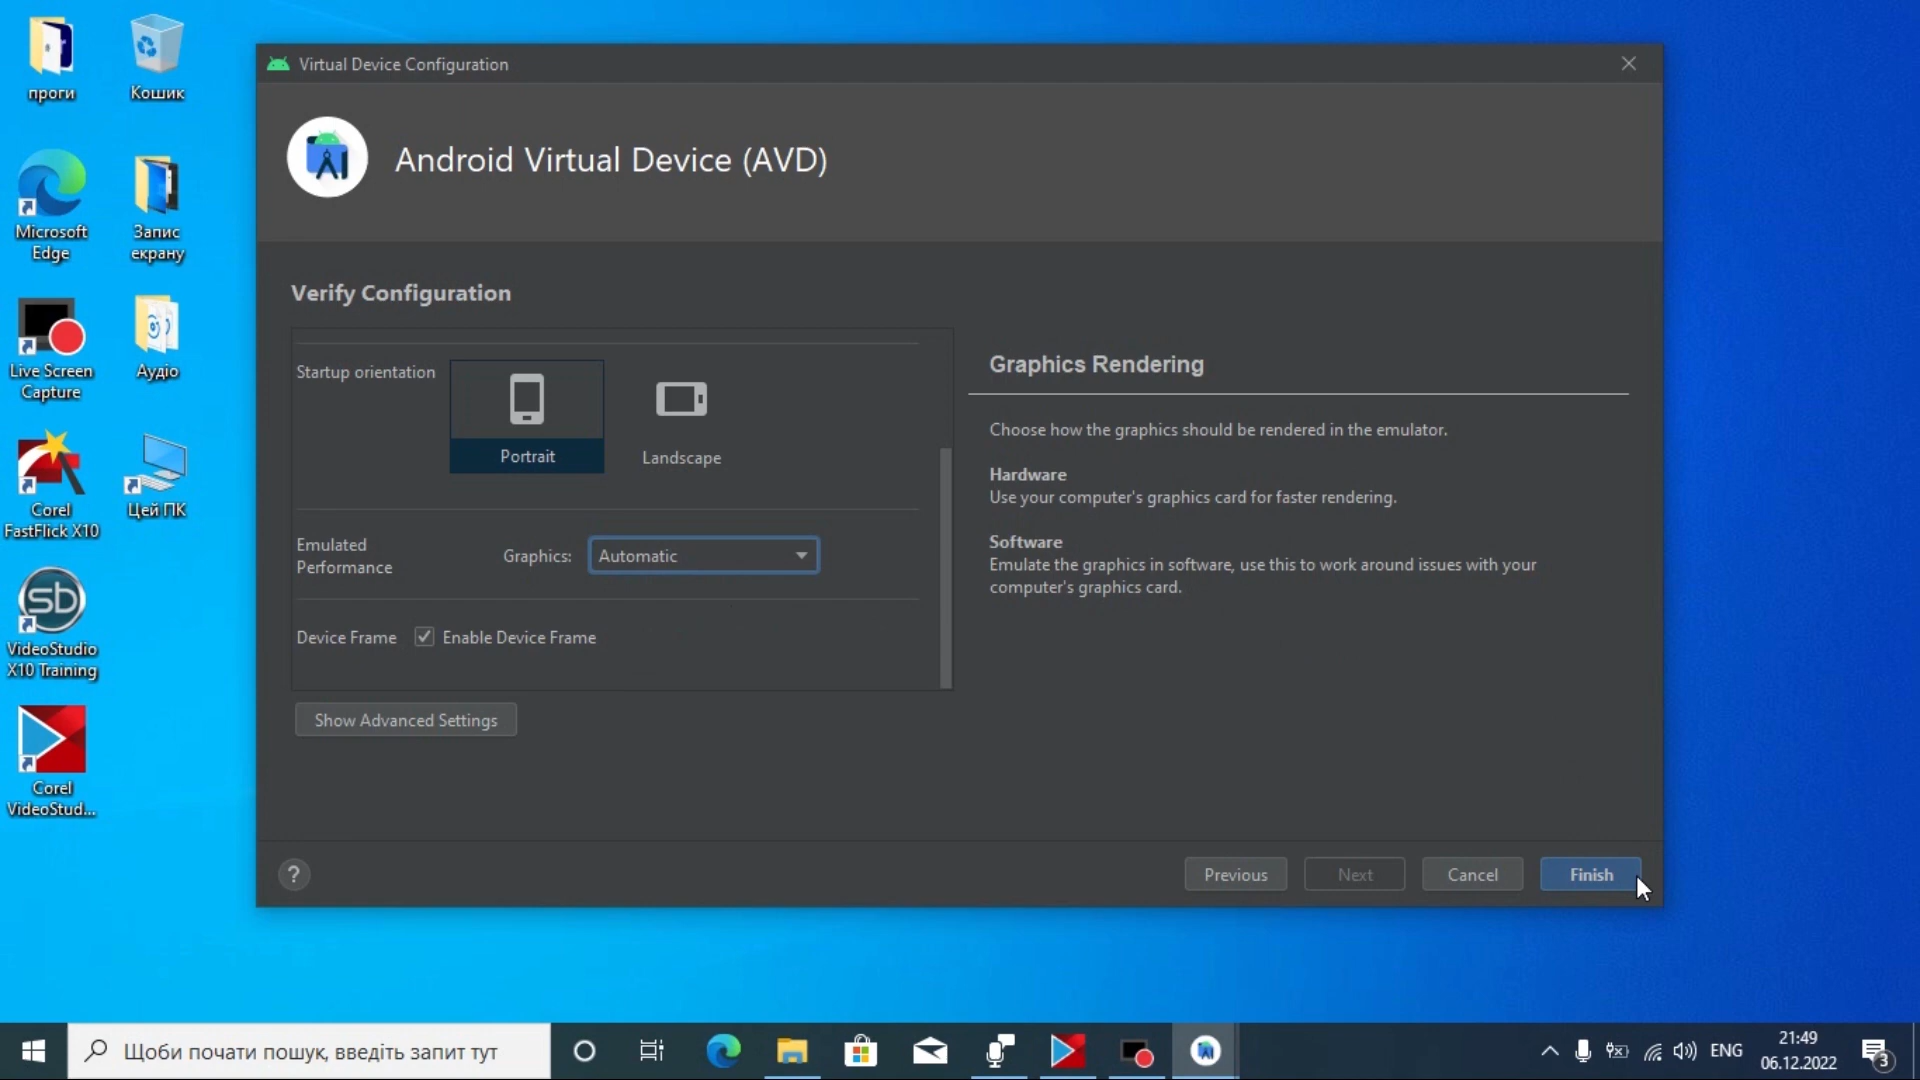 проги
Кошик
Microsoft
Edge
Запис
екрану
Live Screen
Capture
Аудіо
Corel
FastFlick X10
Цей ПК
VideoStudio
X10 Training
Corel
VideoStud...
Virtual Device Configuration
Android Virtual Device (AVD)
Verify Configuration
Startup orientation
Portrait
Landscape
Emulated
Performance
Graphics:
Automatic
Device Frame
Enable Device Frame
Show Advanced Settings
Graphics Rendering
Choose how the graphics should be rendered in the emulator.
Hardware
Use your computer's graphics card for faster rendering.
Software
Emulate the graphics in software, use this to work around issues with your
computer's graphics card.
?
Previous
Next
Cancel
Finish
Щоби почати пошук, введіть запит тут
ENG
21:49
06.12.2022
3